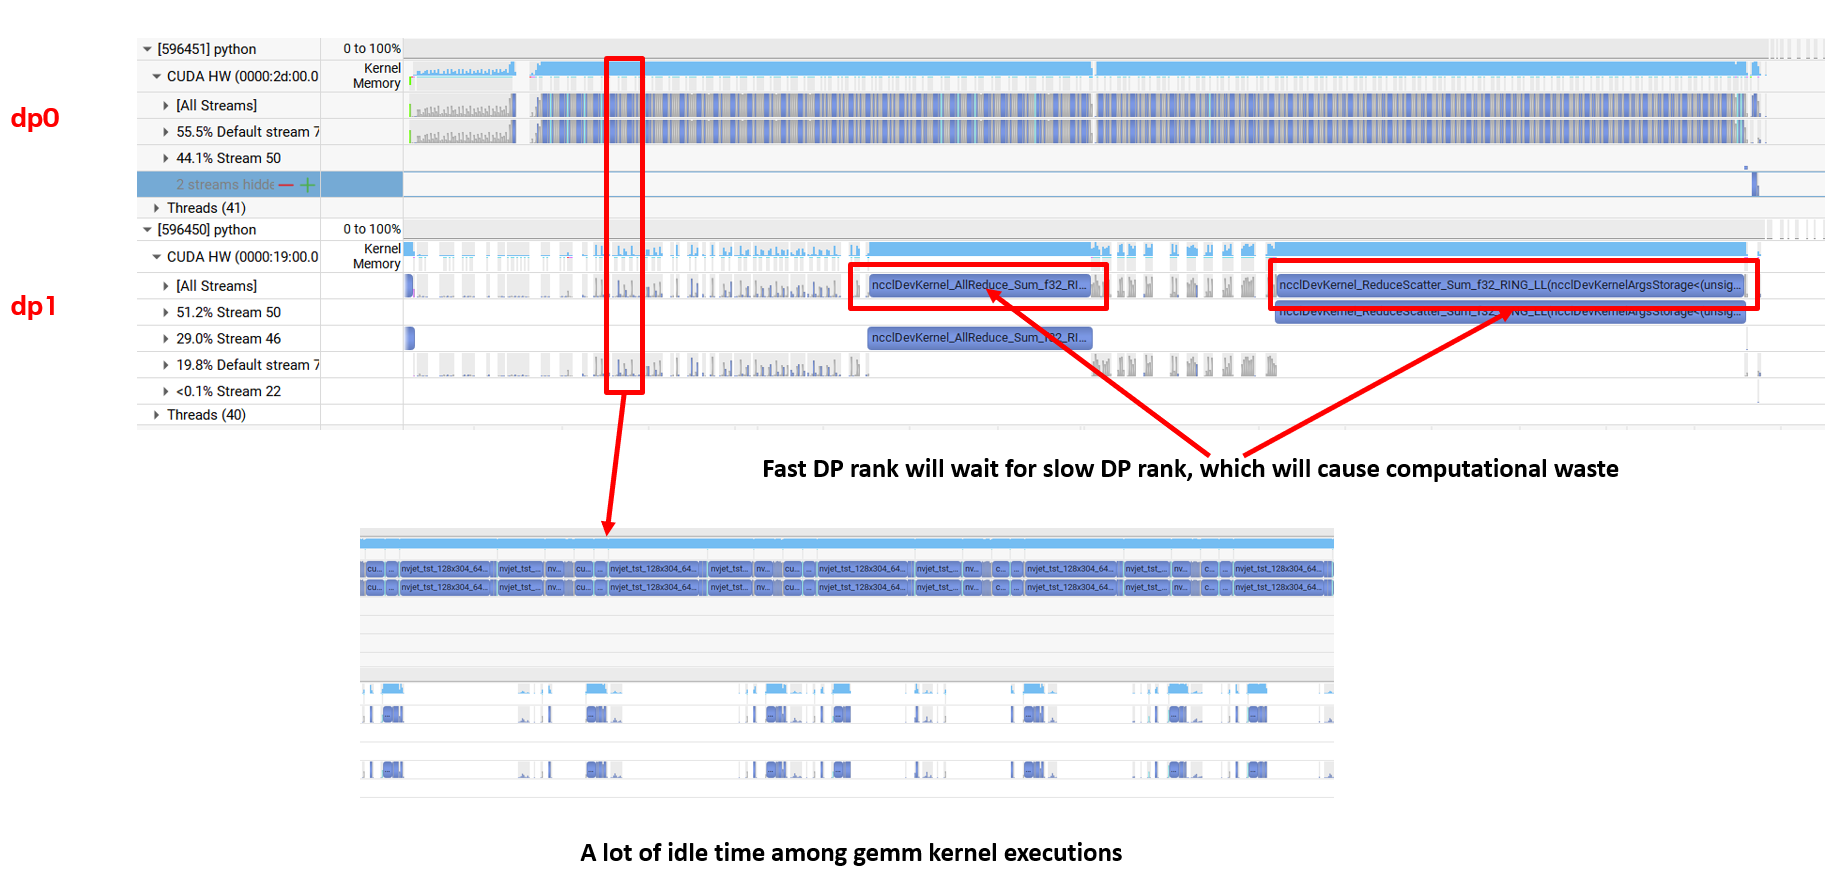 [596451] python 0 to 100%
CUDA HW (0000:2d:00.0 Kernel
Memory
[All Streams]
dp0
55.5% Default stream 7
44.1% Stream 50
2 streams hidde
Threads (41)
[596450] python 0 to 100%
CUDA HW (0000:19:00.0 Kernel
Memory
[All Streams] ncclDevKernel_AllReduce_Sum_f32_RI... ncclDevKernel_ReduceScatter_Sum_f32_RING_LL(ncclDevKernelArgsStorage<(unsig...
dp1
51.2% Stream 50 ncclDevKernel_ReduceScatter_Sum_f32_RING_LL(ncclDevKernelArgsStorage<(unsig...
29.0% Stream 46 ncclDevKernel_AllReduce_Sum_f32_RI...
19.8% Default stream 7
<0.1% Stream 22
Threads (40)
Fast DP rank will wait for slow DP rank, which will cause computational waste
cu... ... nvjet_tst_128x304_64... nvjet_tst_... nv... cu... ... nvjet_tst_128x304_64... nvjet_tst... nv... cu... ... nvjet_tst_128x304_64... nvjet_tst_... nv... c... ... nvjet_tst_128x304_64... nvjet_tst_... nv... c... ... nvjet_tst_128x304_64...
cu... ... nvjet_tst_128x304_64... nvjet_tst_... nv... cu... ... nvjet_tst_128x304_64... nvjet_tst... nv... cu... ... nvjet_tst_128x304_64... nvjet_tst_... nv... c... ... nvjet_tst_128x304_64... nvjet_tst_... nv... c... ... nvjet_tst_128x304_64...
A lot of idle time among gemm kernel executions